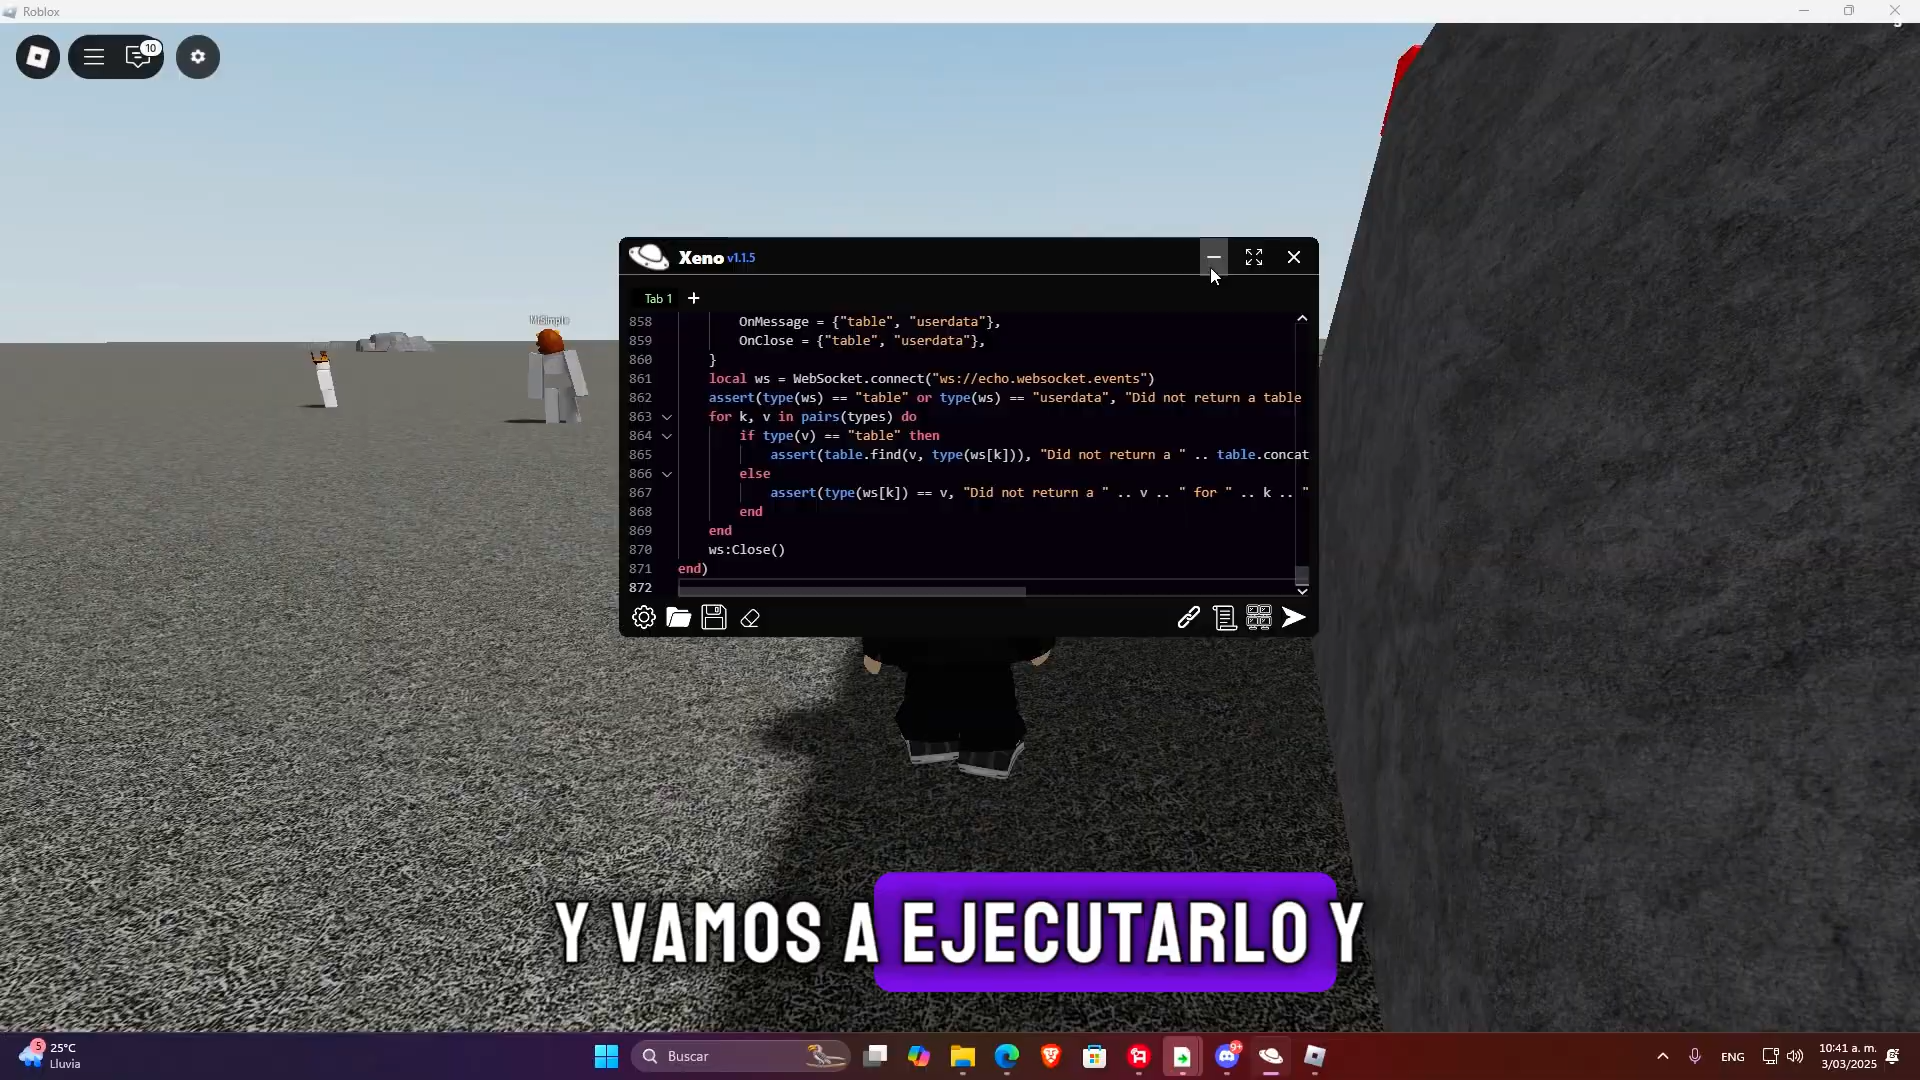 Roblox
10
MrSimple
Xeno v1.1.5
Tab 1 +
858 OnMessage = {"table", "userdata"},
859 OnClose = {"table", "userdata"},
860 }
861 local ws = WebSocket.connect("ws://echo.websocket.events")
862 assert(type(ws) == "table" or type(ws) == "userdata", "Did not return a table
863 for k, v in pairs(types) do
864 if type(v) == "table" then
865 assert(table.find(v, type(ws[k])), "Did not return a " .. table.concat
866 else
867 assert(type(ws[k]) == v, "Did not return a " .. v .. " for " .. k .. "
868 end
869 end
870 ws:Close()
871 end)
872
Y VAMOS A EJECUTARLO Y
5
25°C
Lluvia
Buscar
9+
ENG
10:41 a. m.
3/03/2025